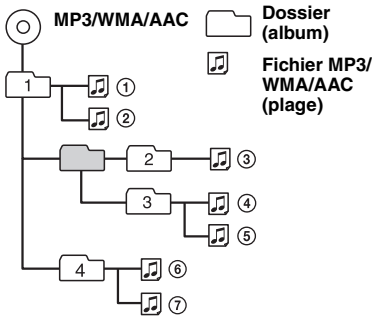 MP3/WMA/AAC
Dossier
(album)
Fichier MP3/
WMA/AAC
(plage)
1
①
②
2
③
3
④
⑤
4
⑥
⑦